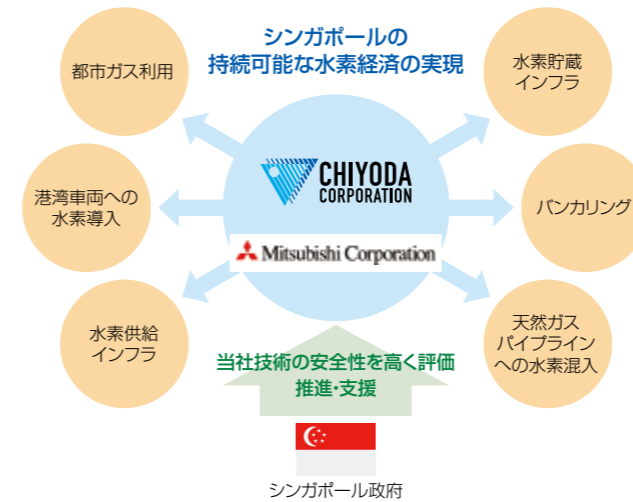 シンガポールの
持続可能な水素経済の実現
都市ガス利用
水素貯蔵
インフラ
CHIYODA
CORPORATION
港湾車両への
水素導入
バンカリング
Mitsubishi Corporation
水素供給
インフラ
天然ガス
パイプライン
への水素混入
当社技術の安全性を高く評価
推進・支援
シンガポール政府